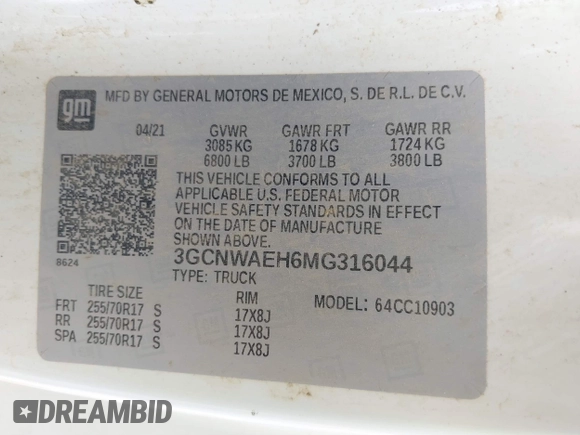 gm
MFD BY GENERAL MOTORS DE MEXICO, S. DE R.L. DE C.V.
04/21 GVWR GAWR FRT GAWR RR
3085 KG 1678 KG 1724 KG
6800 LB 3700 LB 3800 LB
THIS VEHICLE CONFORMS TO ALL
APPLICABLE U.S. FEDERAL MOTOR
VEHICLE SAFETY STANDARDS IN EFFECT
ON THE DATE OF MANUFACTURE
3GCNWAEH6MG316044
8624
TYPE: TRUCK
TIRE SIZE RIM MODEL: 64CC10903
FRT 255/70R17 S 17X8J
RR 255/70R17 S 17X8J
SPA 255/70R17 S 17X8J
DREAMBID